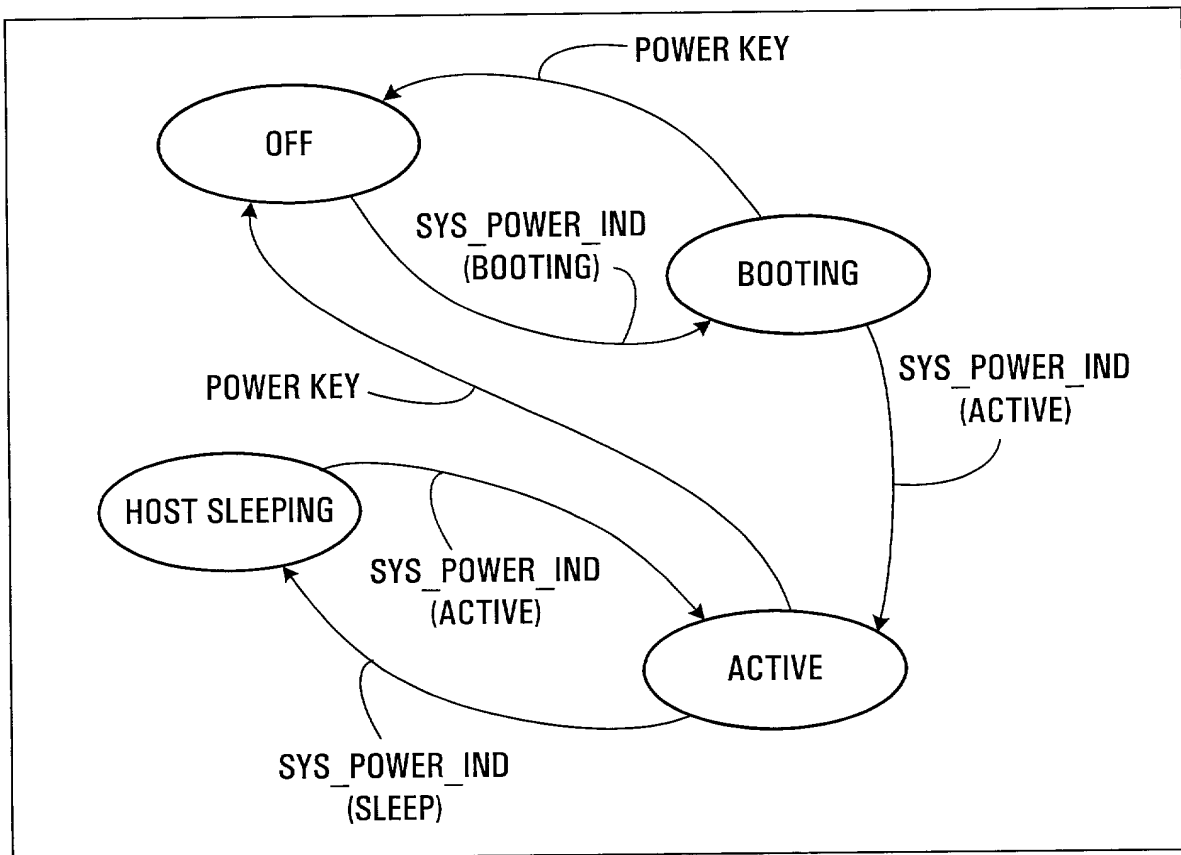 POWER KEY
OFF
SYS_POWER_IND
(BOOTING)
BOOTING
SYS_POWER_IND
(ACTIVE)
POWER KEY
HOST SLEEPING
SYS_POWER_IND
(ACTIVE)
ACTIVE
SYS_POWER_IND
(SLEEP)